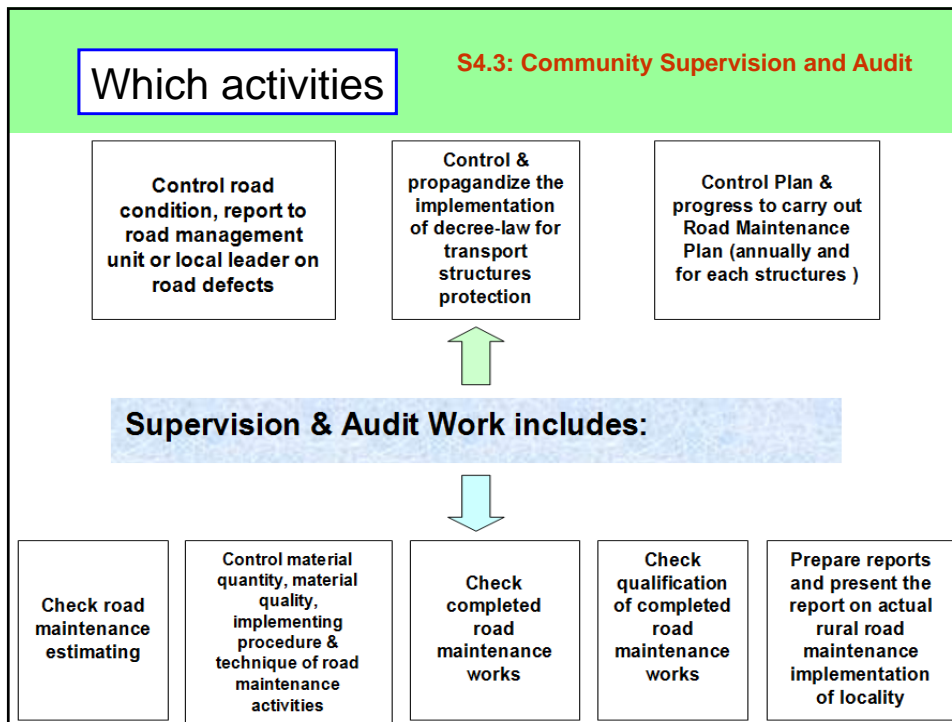 Which activities
S4.3: Community Supervision and Audit
Control road
condition, report to
road management
unit or local leader on
road defects
Control &
propagandize the
implementation
of decree-law for
transport
structures
protection
Control Plan &
progress to carry out
Road Maintenance
Plan (annually and
for each structures )
Supervision & Audit Work includes:
Check road
maintenance
estimating
Control material
quantity, material
quality,
implementing
procedure &
technique of road
maintenance
activities
Check
completed
road
maintenance
works
Check
qualification
of completed
road
maintenance
works
Prepare reports
and present the
report on actual
rural road
maintenance
implementation
of locality